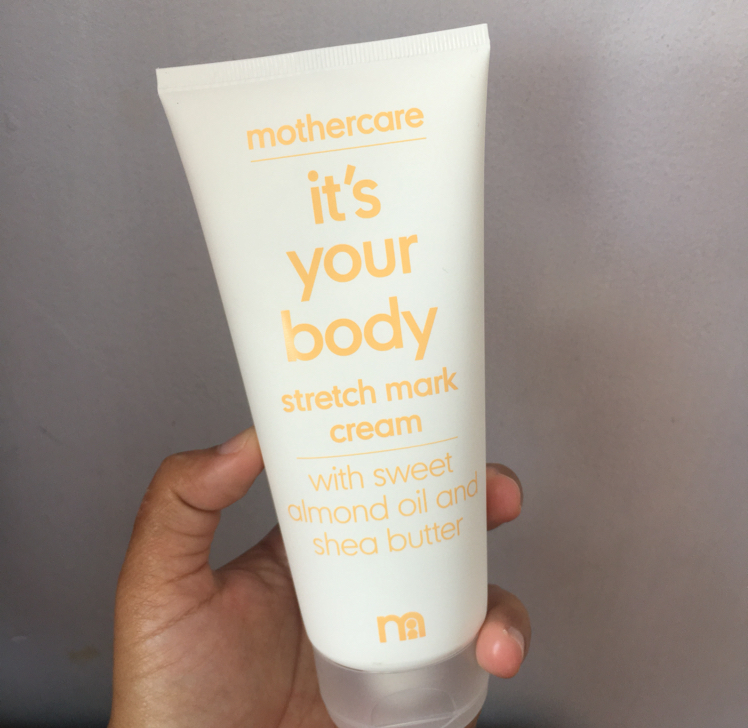 mothercare
it's
your
body
stretch mark
cream
with sweet
almond oil and
shea butter
m